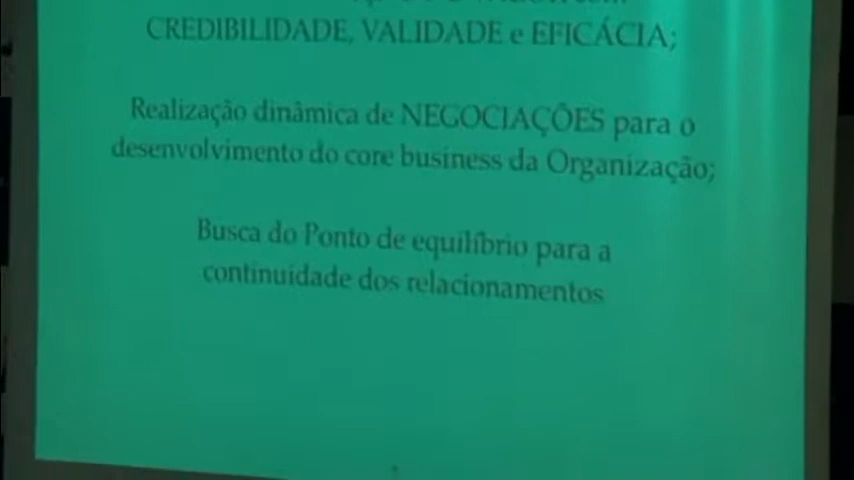 CREDIBILIDADE, VALIDADE e EFICÁCIA;
Realização dinâmica de NEGOCIAÇÕES para o
desenvolvimento do core business da Organização;
Busca do Ponto de equilíbrio para a
continuidade dos relacionamentos